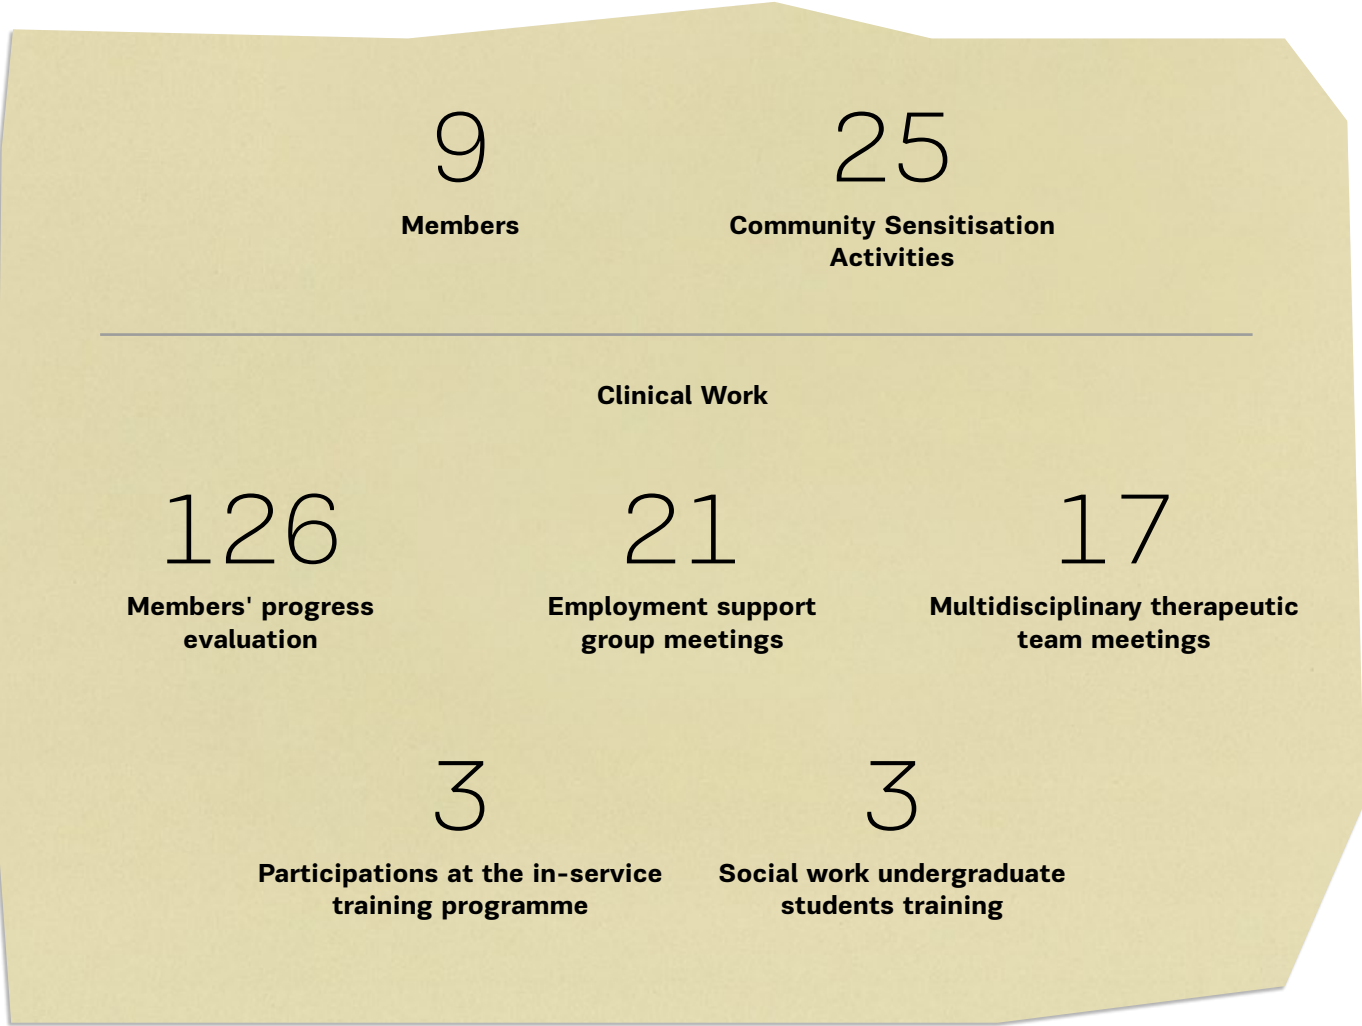 9
Members
25
Community Sensitisation
Activities
Clinical Work
126
Members' progress
evaluation
21
Employment support
group meetings
17
Multidisciplinary therapeutic
team meetings
3
Participations at the in-service
training programme
3
Social work undergraduate
students training